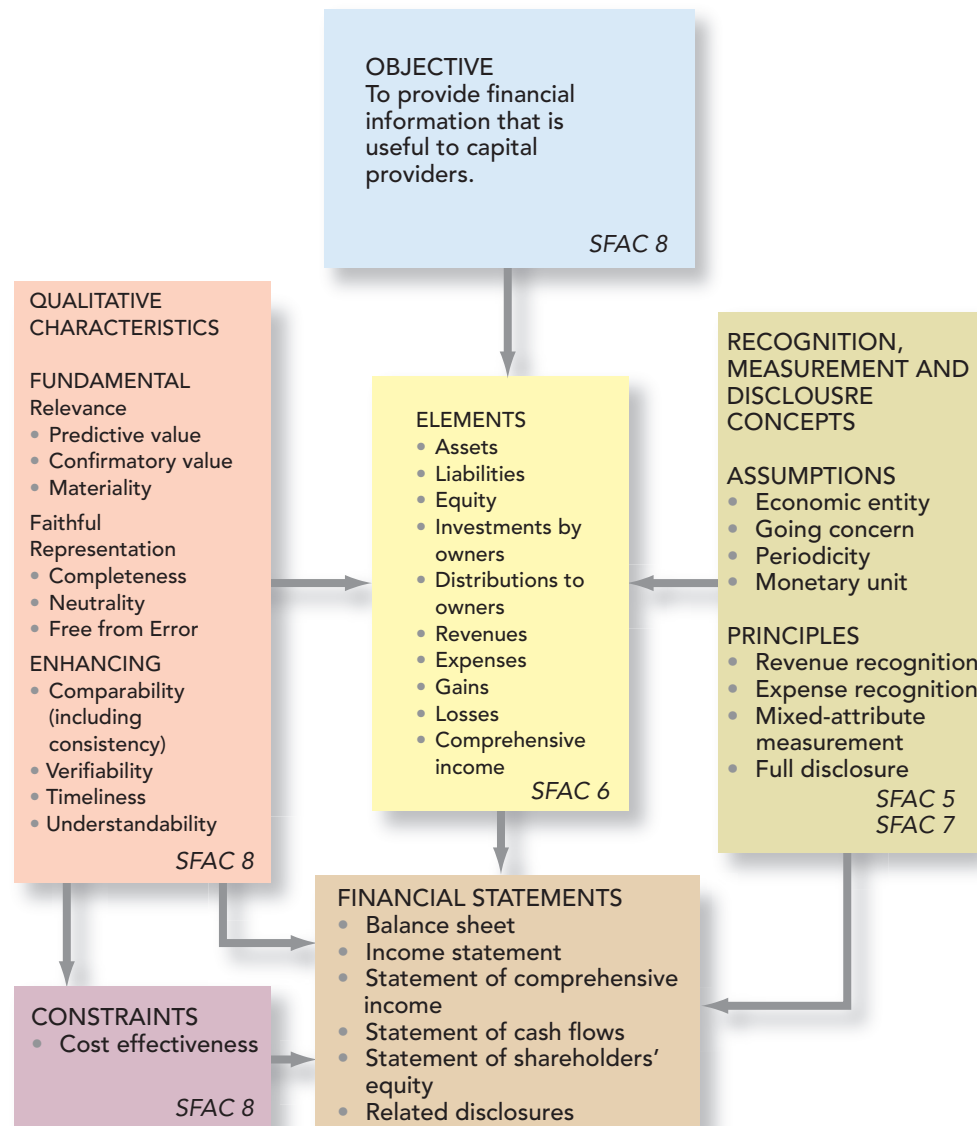 OBJECTIVE
To provide financial
information that is
useful to capital
providers.
SFAC 8
QUALITATIVE
CHARACTERISTICS
FUNDAMENTAL
Relevance
• Predictive value
• Confirmatory value
• Materiality
Faithful
Representation
• Completeness
• Neutrality
• Free from Error
ENHANCING
• Comparability
(including
consistency)
• Verifiability
• Timeliness
• Understandability
SFAC 8
ELEMENTS
• Assets
• Liabilities
• Equity
• Investments by
owners
• Distributions to
owners
• Revenues
• Expenses
• Gains
• Losses
• Comprehensive
income
SFAC 6
RECOGNITION,
MEASUREMENT AND
DISCLOUSRE
CONCEPTS
ASSUMPTIONS
• Economic entity
• Going concern
• Periodicity
• Monetary unit
PRINCIPLES
• Revenue recognition
• Expense recognition
• Mixed-attribute
measurement
• Full disclosure
SFAC 5
SFAC 7
CONSTRAINTS
• Cost effectiveness
SFAC 8
FINANCIAL STATEMENTS
• Balance sheet
• Income statement
• Statement of comprehensive
income
• Statement of cash flows
• Statement of shareholders’
equity
• Related disclosures